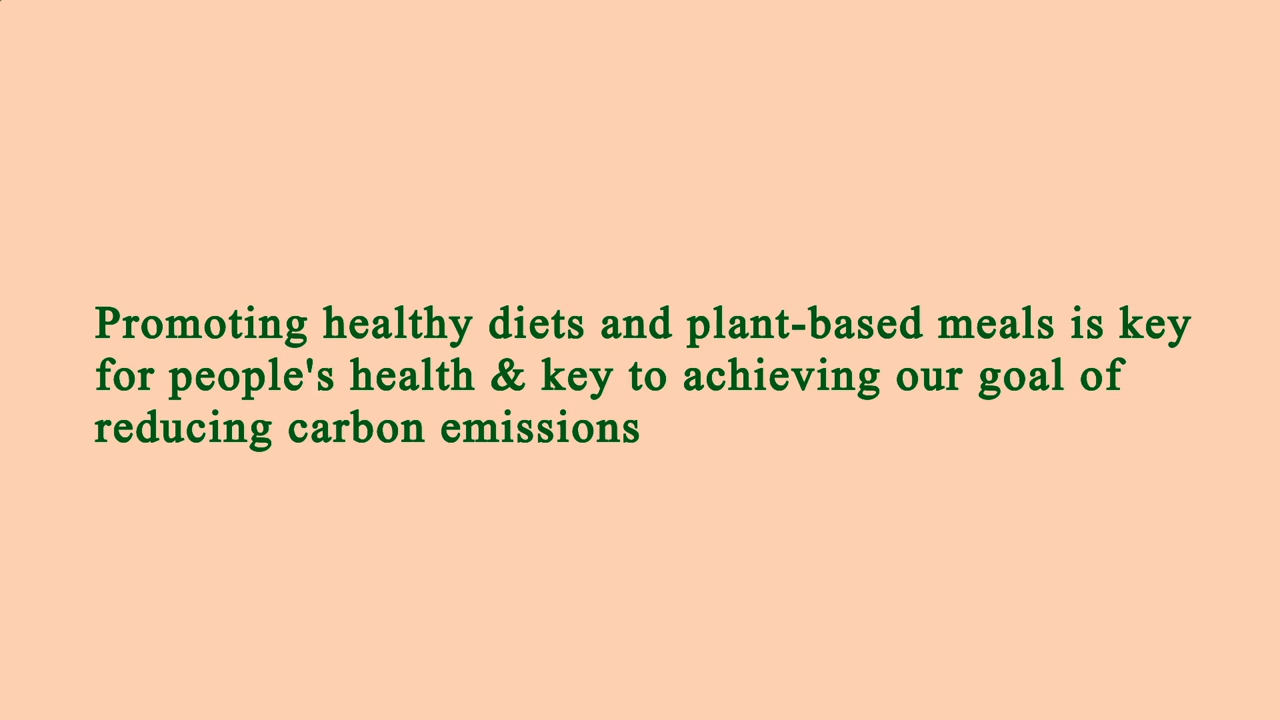 Promoting healthy diets and plant-based meals is key
for people's health & key to achieving our goal of
reducing carbon emissions